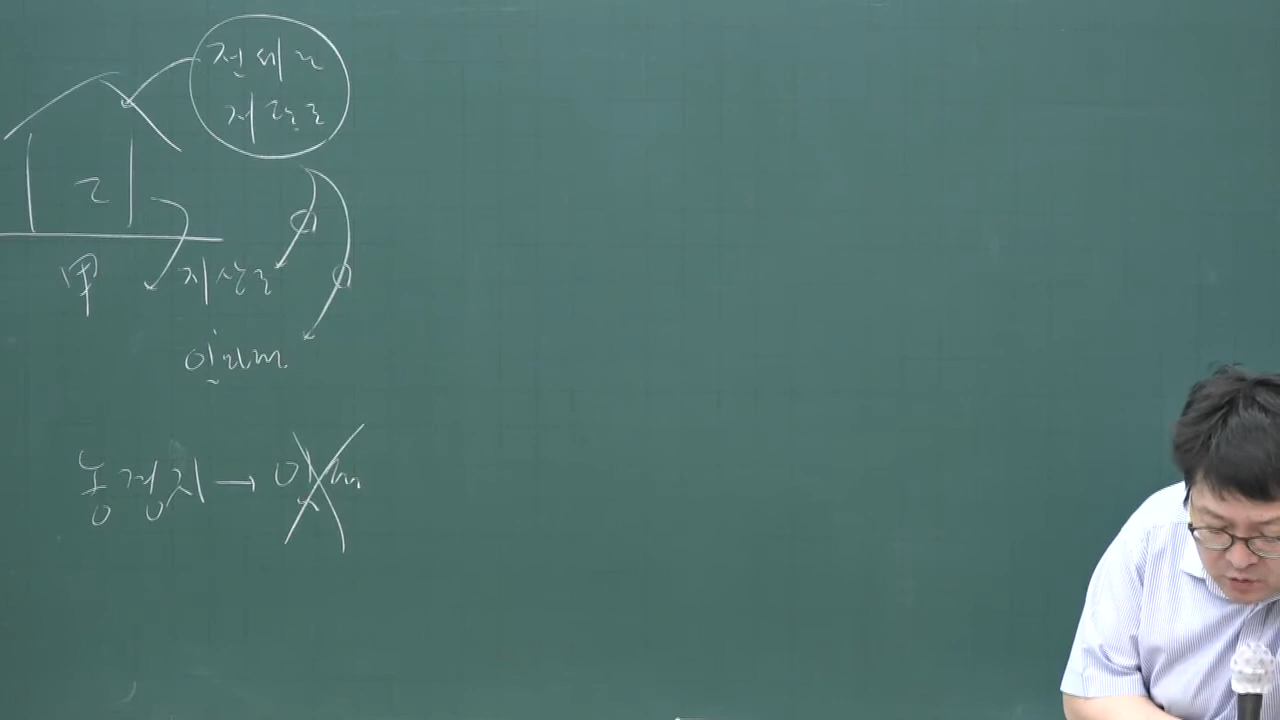 전세권
저당권
乙
甲 지상권
임대차
농경지 → 임대차